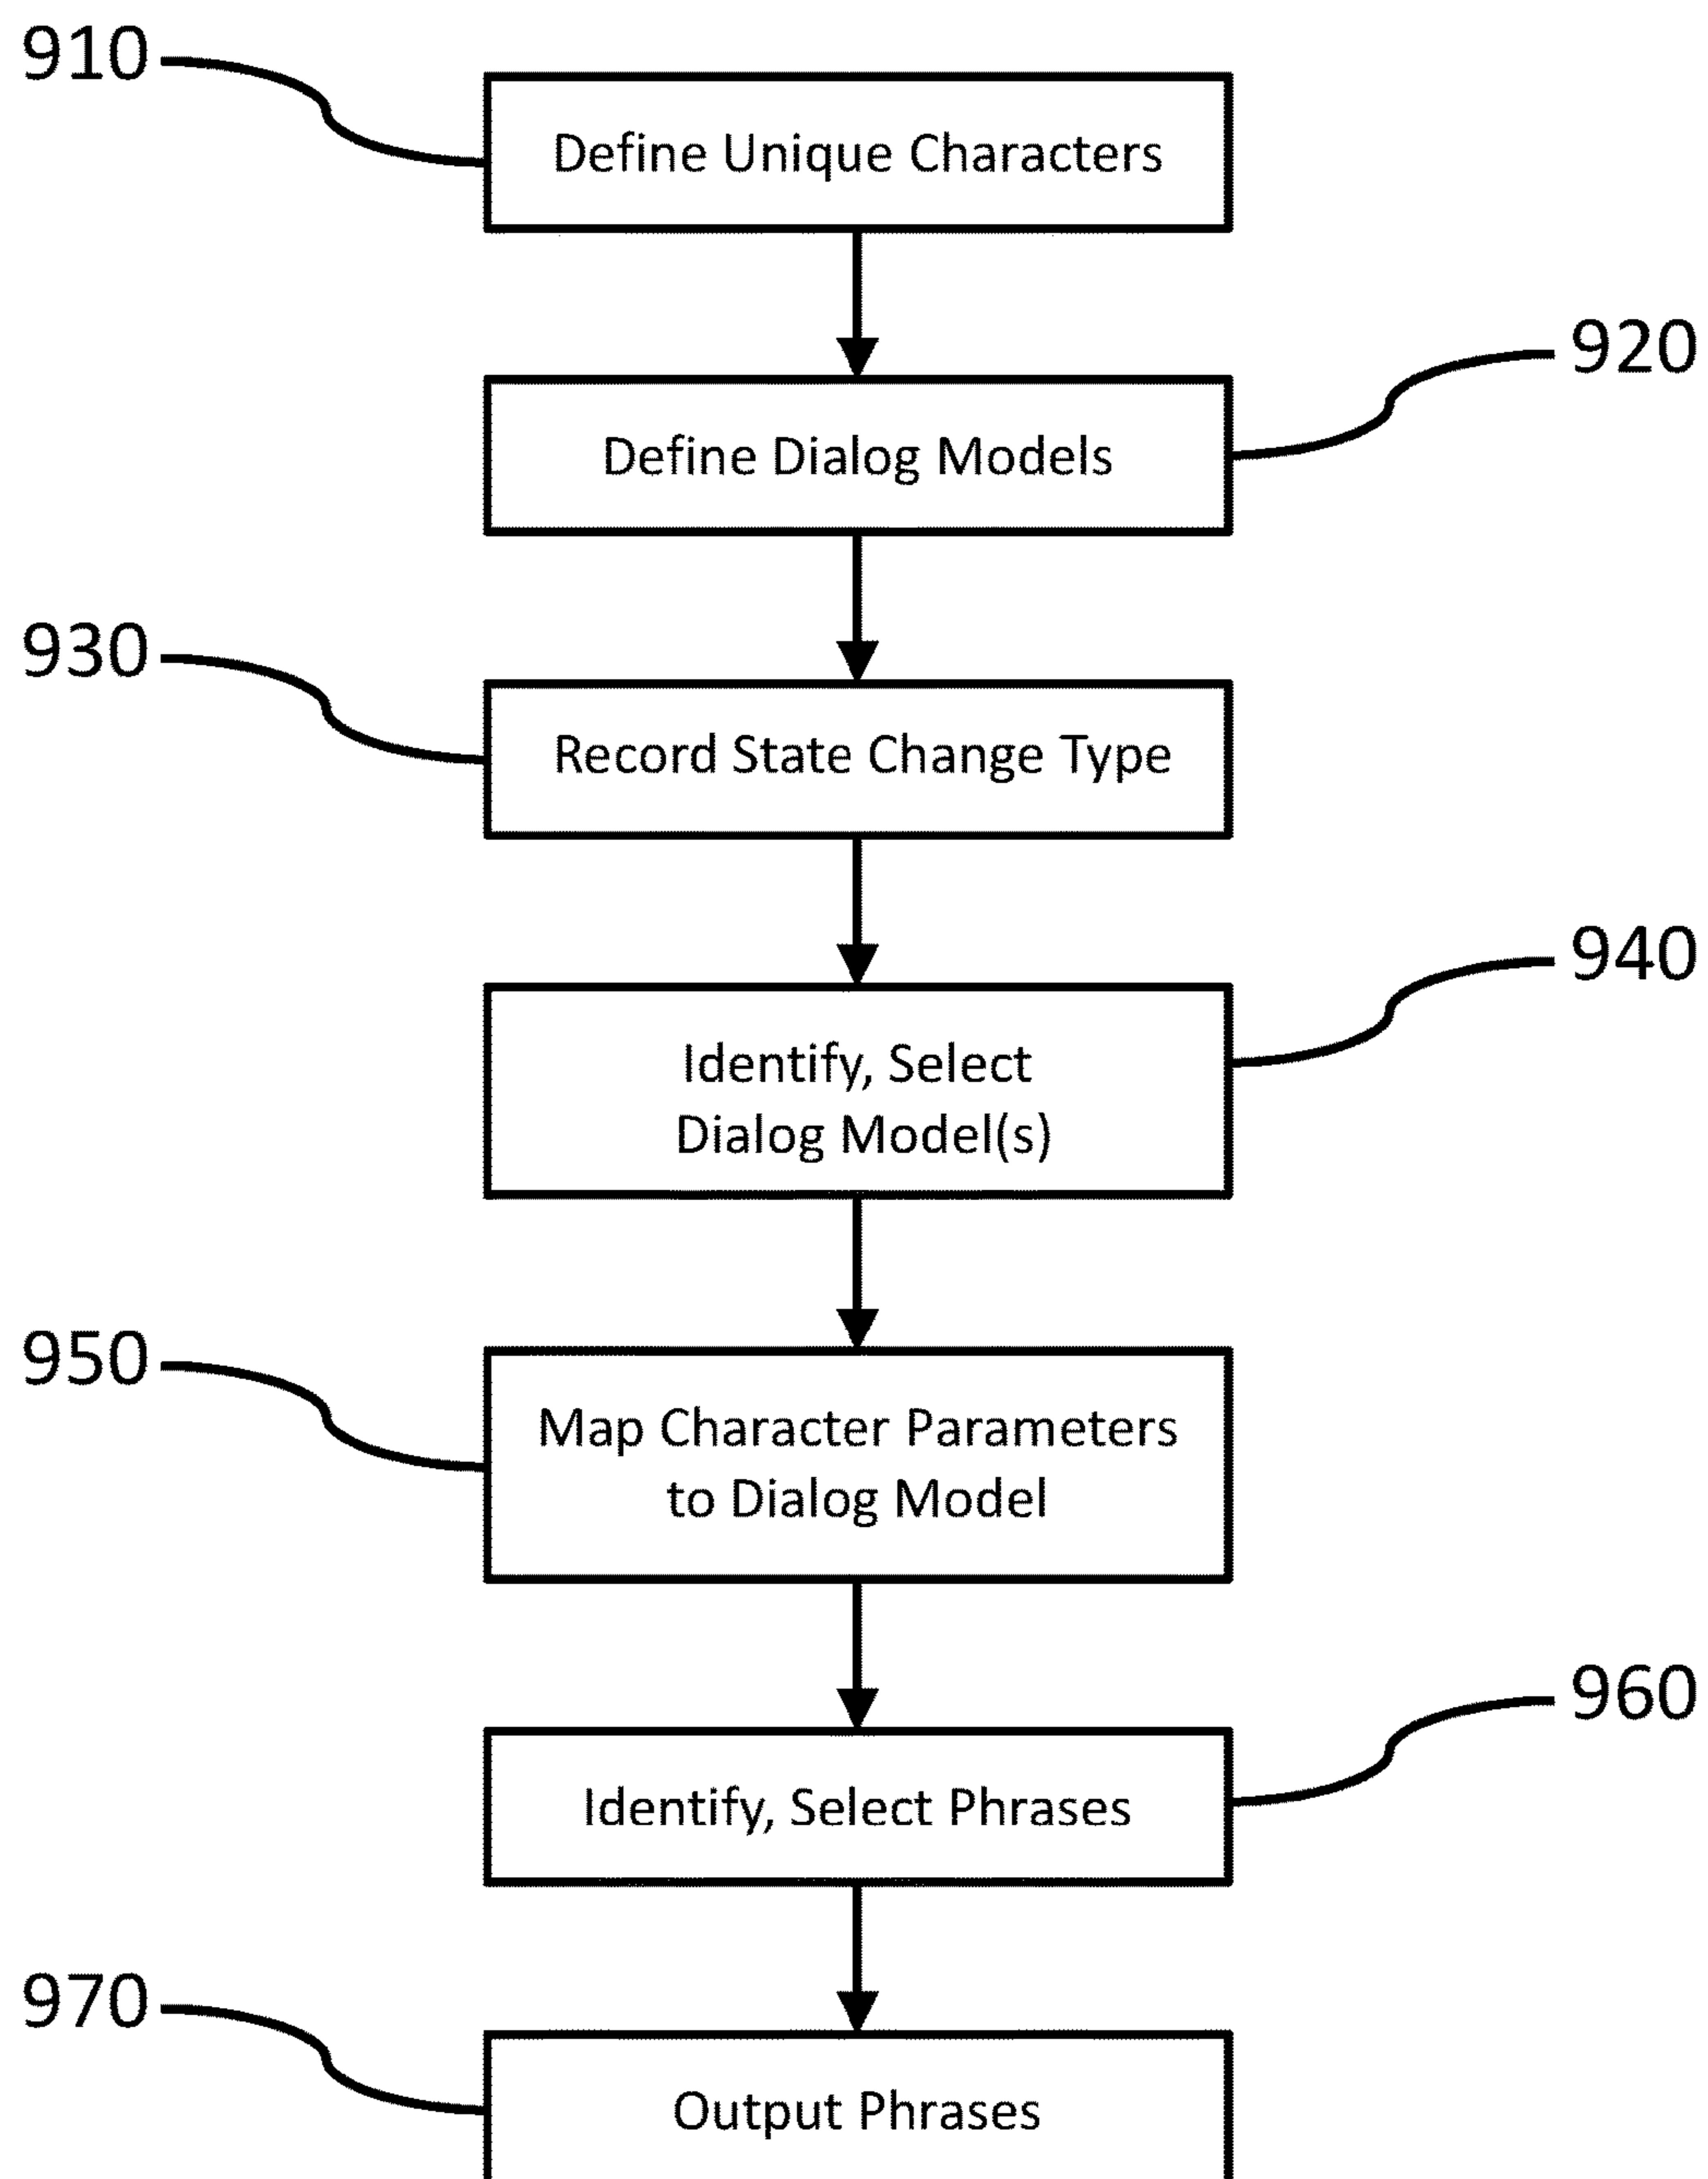 910
Define Unique Characters
920
Define Dialog Models
930
Record State Change Type
940
Identify, Select
Dialog Model(s)
950
Map Character Parameters
to Dialog Model
960
Identify, Select Phrases
970
Output Phrases